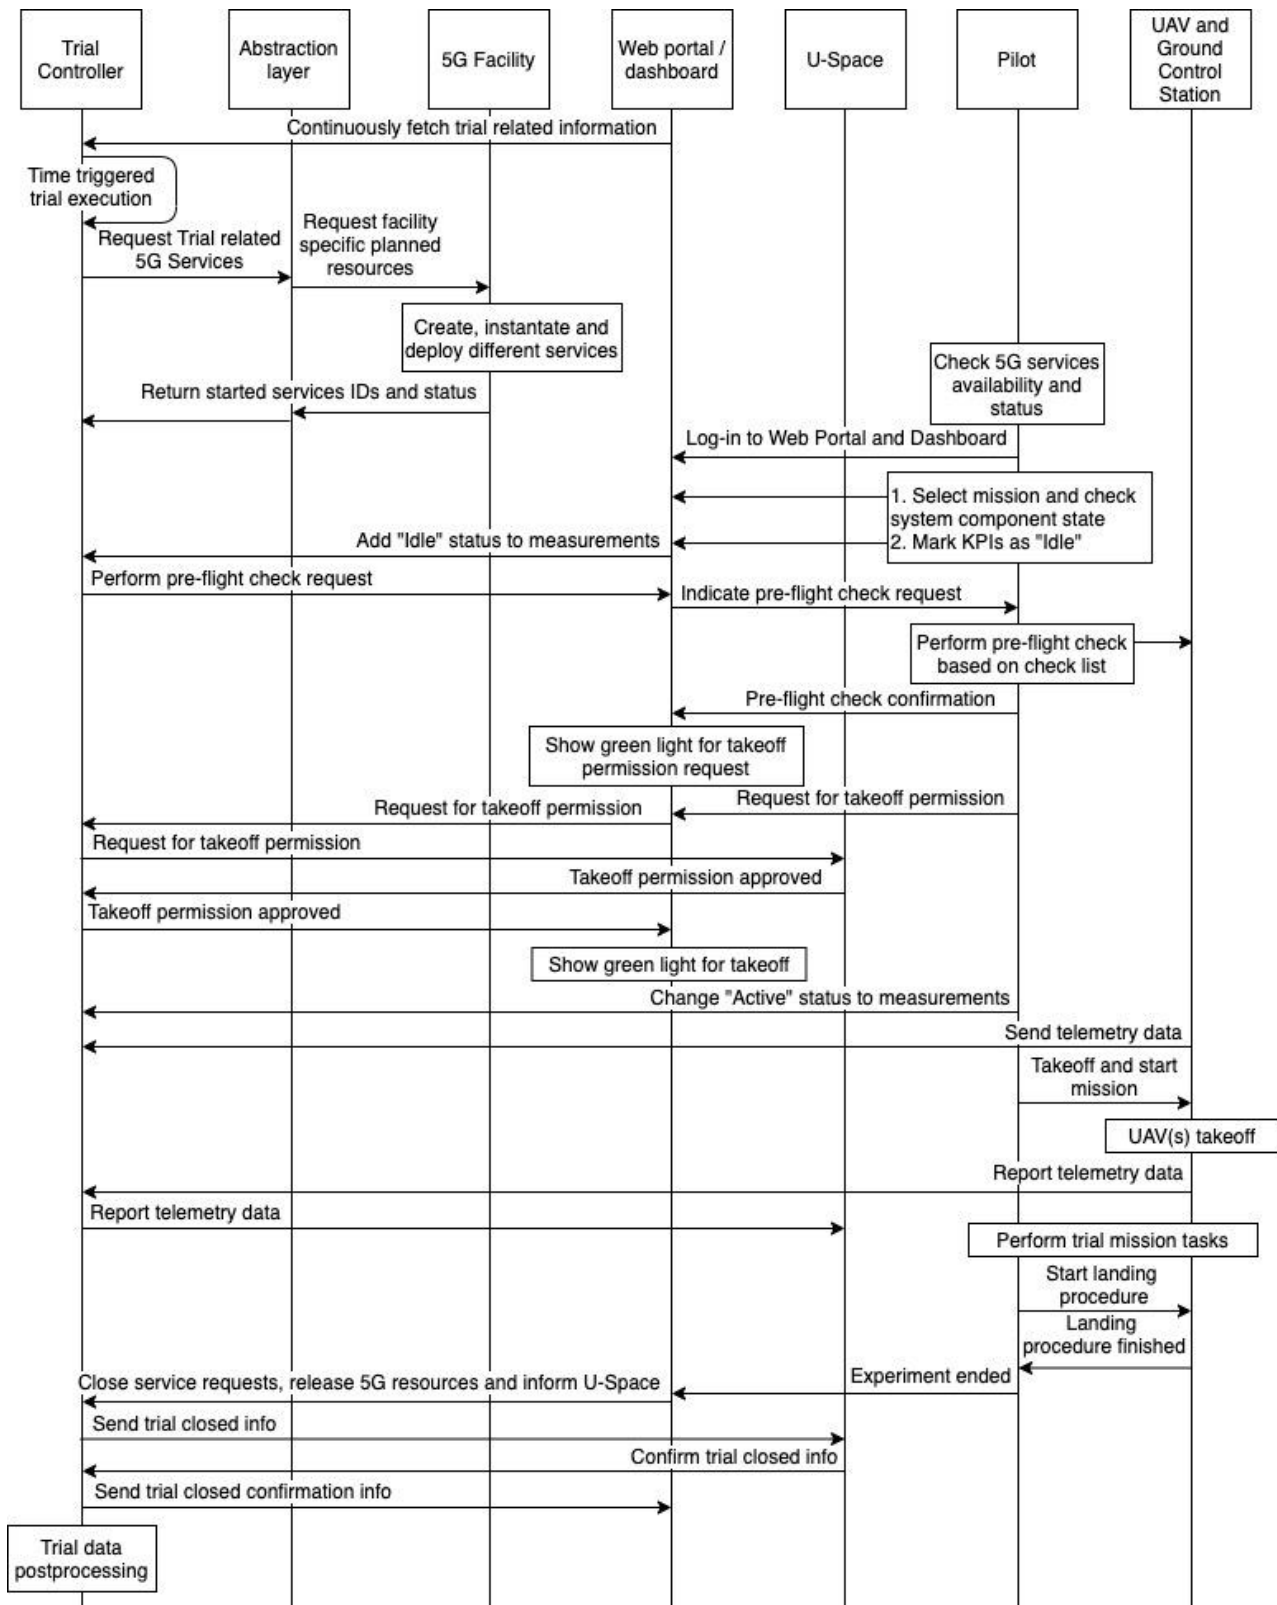 Trial
Controller
Abstraction
layer
5G Facility
Web portal /
dashboard
U-Space
Pilot
UAV and
Ground
Control
Station
Continuously fetch trial related information
Time triggered
trial execution
Request Trial related
5G Services
Request facility
specific planned
resources
Create, instantate and
deploy different services
Check 5G services
availability and
status
Return started services IDs and status
Log-in to Web Portal and Dashboard
1. Select mission and check
system component state
2. Mark KPIs as "Idle"
Add "Idle" status to measurements
Perform pre-flight check request
Indicate pre-flight check request
Perform pre-flight check
based on check list
Pre-flight check confirmation
Show green light for takeoff
permission request
Request for takeoff permission
Request for takeoff permission
Request for takeoff permission
Takeoff permission approved
Takeoff permission approved
Show green light for takeoff
Change "Active" status to measurements
Send telemetry data
Takeoff and start
mission
UAV(s) takeoff
Report telemetry data
Report telemetry data
Perform trial mission tasks
Start landing
procedure
Landing
procedure finished
Experiment ended
Close service requests, release 5G resources and inform U-Space
Send trial closed info
Confirm trial closed info
Send trial closed confirmation info
Trial data
postprocessing